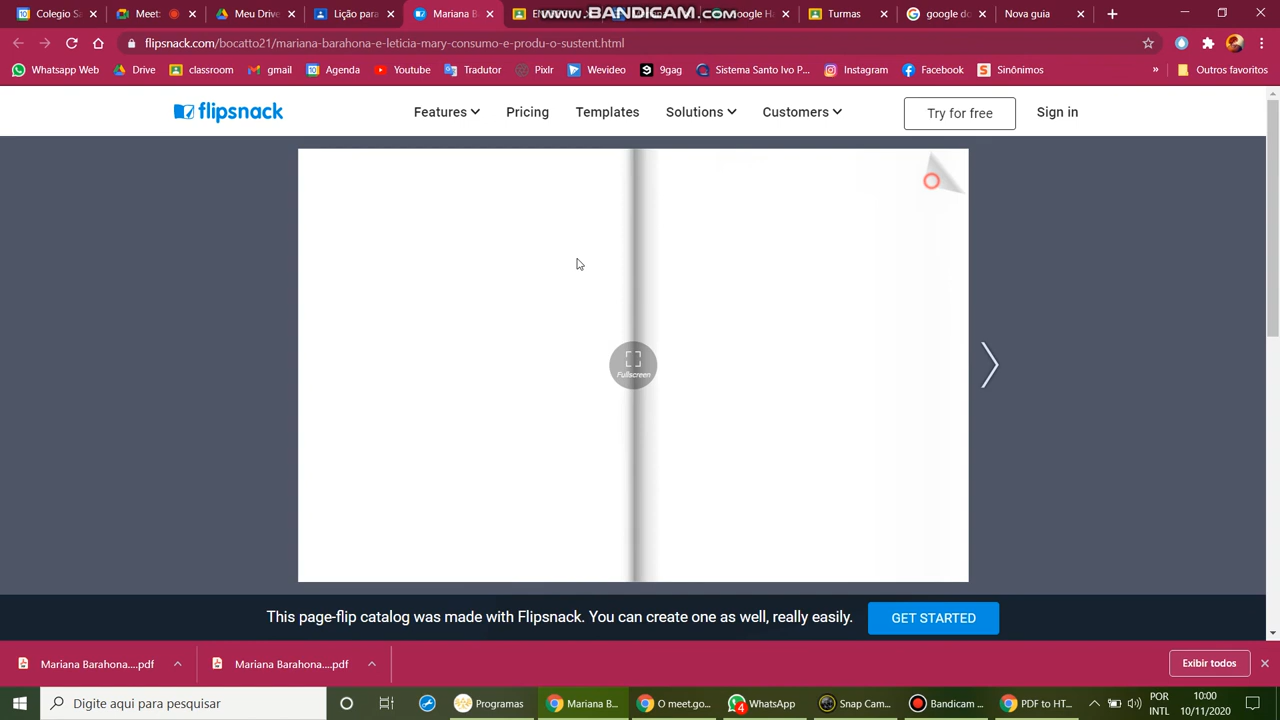 Colegio Sa
Meet:
Meu Drive
Lição para
Mariana B
www.BANDICAM.com
Turmas
google do
Nova guia
flipsnack.com/bocatto21/mariana-barahona-e-leticia-mary-consumo-e-produ-o-sustent.html
Whatsapp Web
Drive
classroom
gmail
Agenda
Youtube
Tradutor
Pixlr
Wevideo
9gag
Sistema Santo Ivo P...
Instagram
Facebook
Sinônimos
»
Outros favoritos
flipsnack
Features
Pricing
Templates
Solutions
Customers
Try for free
Sign in
Fullscreen
This page-flip catalog was made with Flipsnack. You can create one as well, really easily.
GET STARTED
Mariana Barahona....pdf
Mariana Barahona....pdf
Exibir todos
Digite aqui para pesquisar
Programas
Mariana B...
O meet.go...
4
WhatsApp
Snap Cam...
Bandicam ...
PDF to HT...
POR
INTL
10:00
10/11/2020